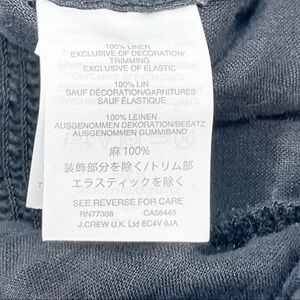 100% LINEN
EXCLUSIVE OF DECORATION/
TRIMMING
EXCLUSIVE OF ELASTIC
100% LIN
SAUF DÉCORATION/GARNITURES
SAUF ÉLASTIQUE
100% LEINEN
AUSGENOMMEN DEKORATION/BESATZ
AUSGENOMMEN GUMMIBAND
麻 100%
装飾部分を除く/トリム部
エラスティックを除く
SEE REVERSE FOR CARE
RN77388 CA56445
J.CREW U.K. Ltd EC4V 6JA